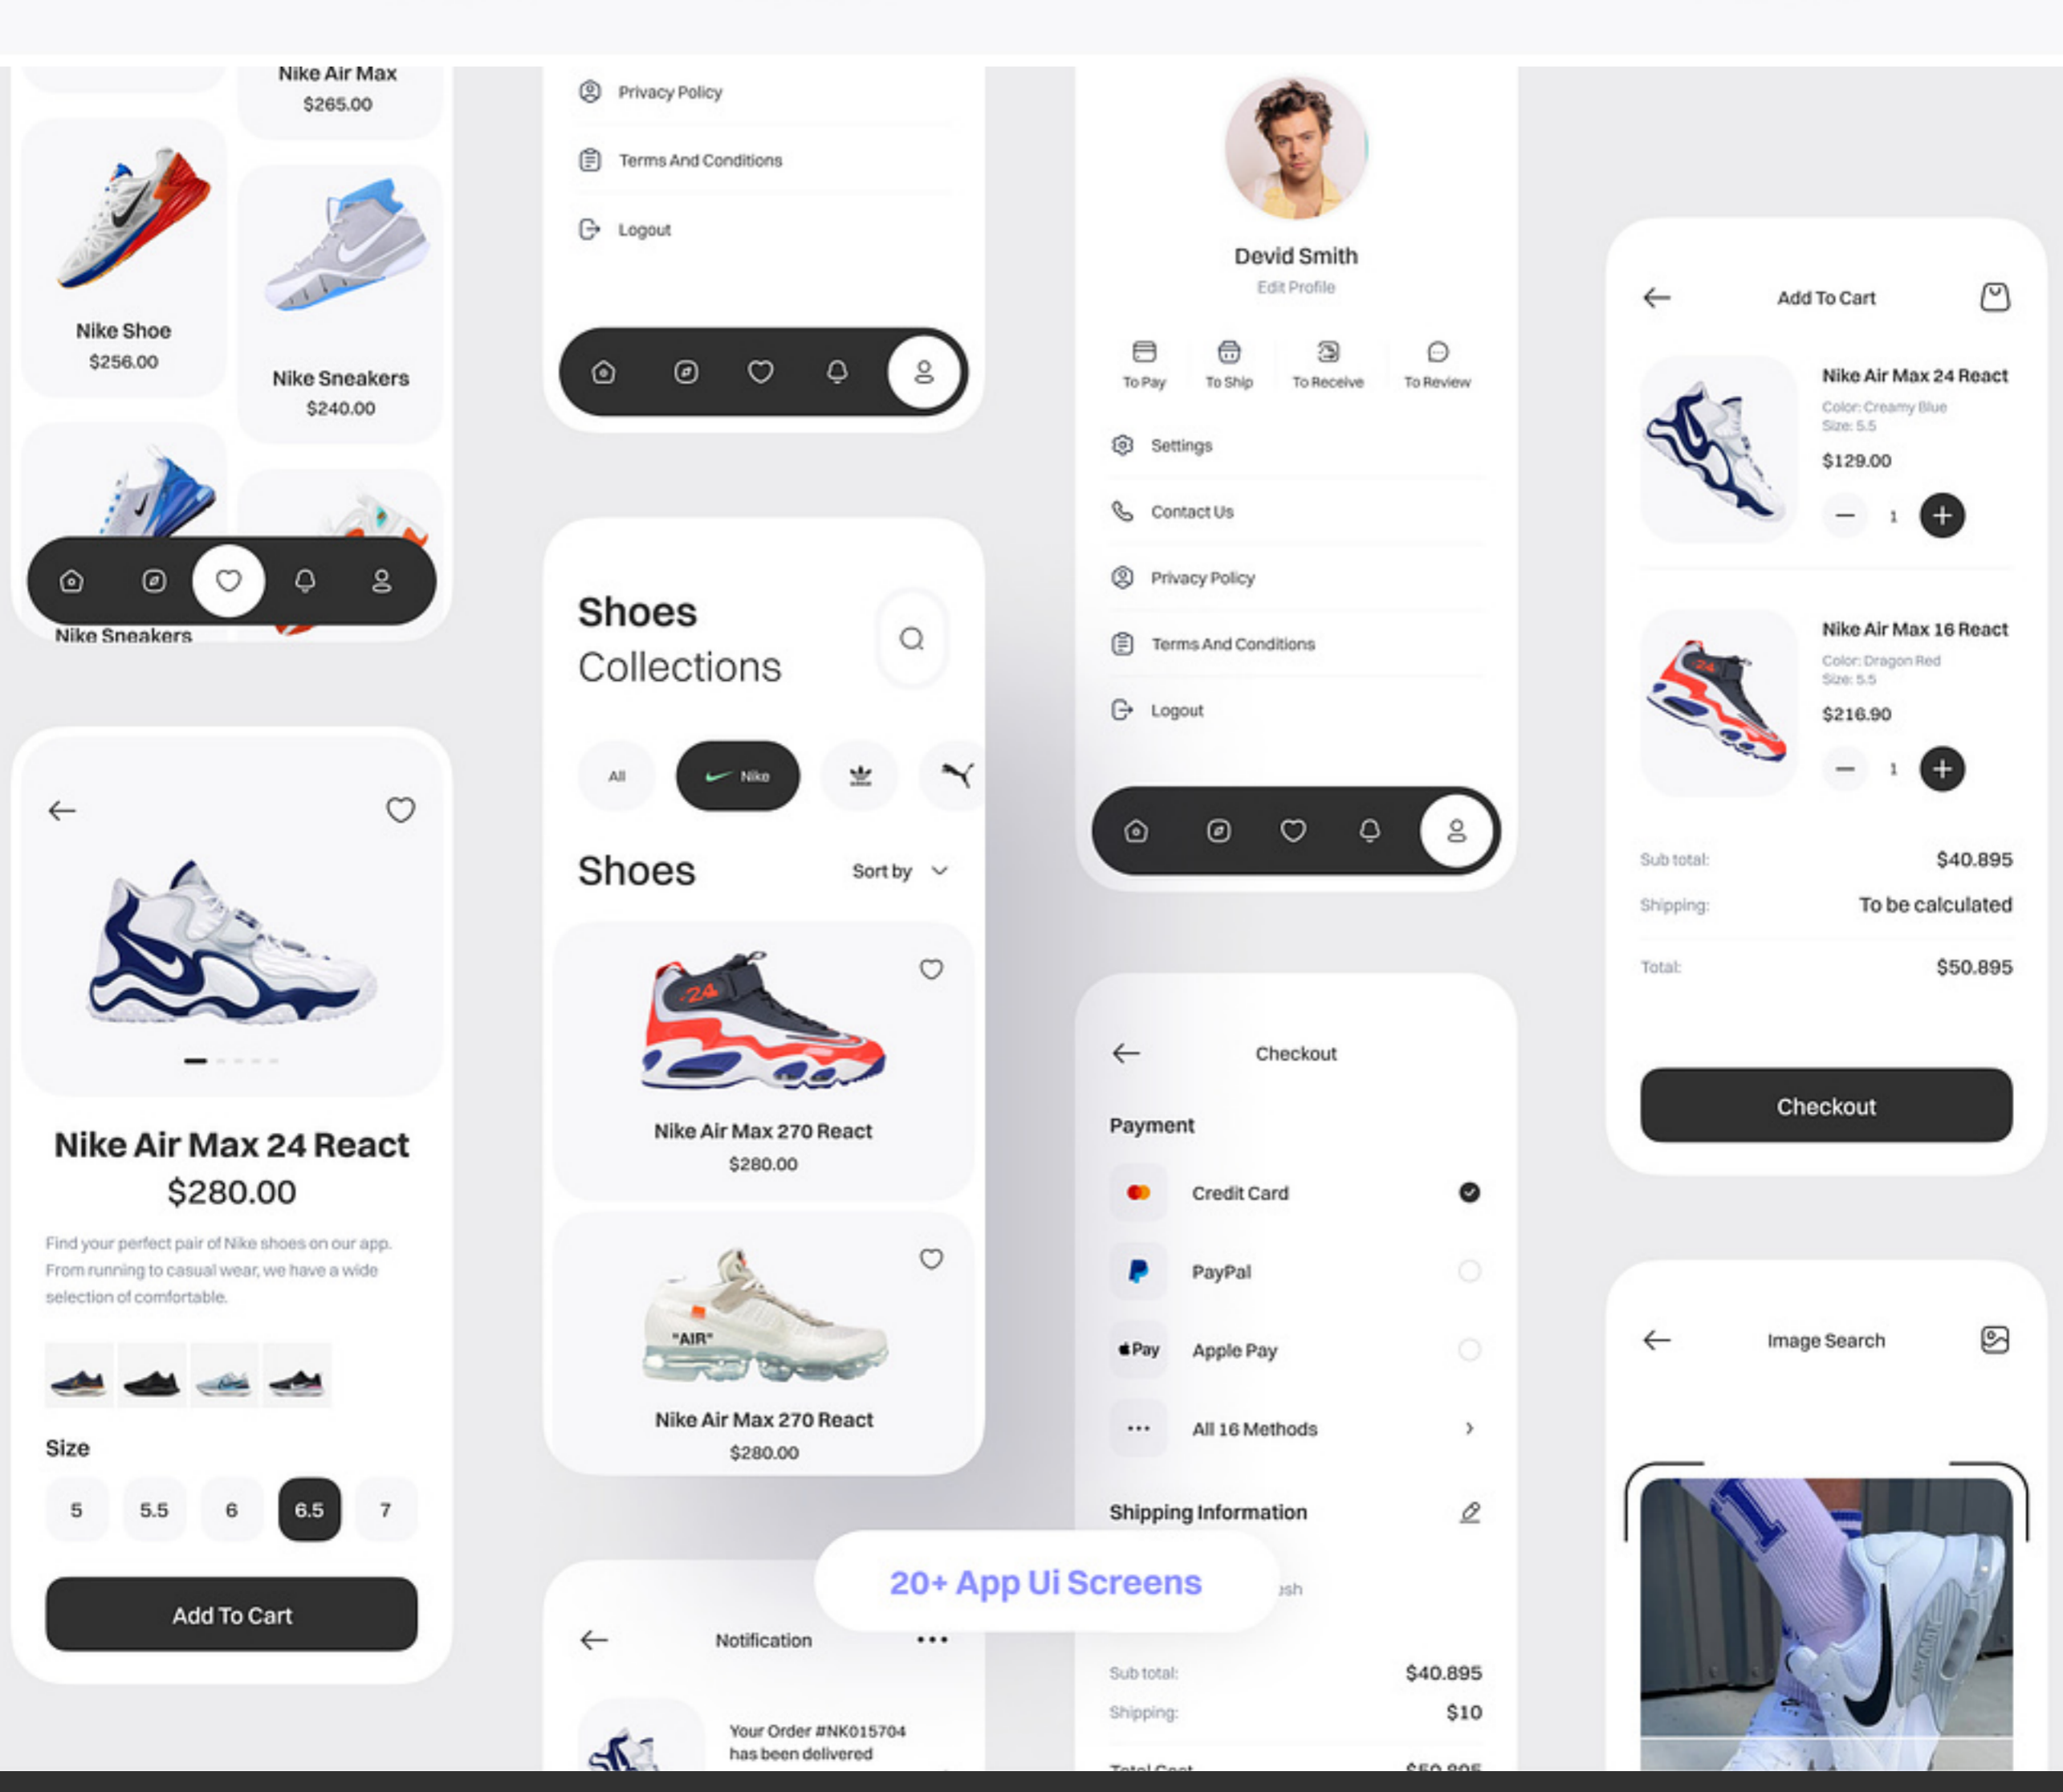 Nike Air Max
$265.00
Nike Shoe
$256.00
Nike Sneakers
$240.00
Nike Sneakers
Nike Air Max 24 React
$280.00
Find your perfect pair of Nike shoes on our app.
From running to casual wear, we have a wide
selection of comfortable.
Size
5 5.5 6 6.5 7
Add To Cart
Privacy Policy
Terms And Conditions
Logout
Shoes
Collections
All Nike
Shoes Sort by
24
Nike Air Max 270 React
$280.00
"AIR"
Nike Air Max 270 React
$280.00
20+ App Ui Screens
Notification
Your Order #NK015704
has been delivered
Devid Smith
Edit Profile
To Pay To Ship To Receive To Review
Settings
Contact Us
Privacy Policy
Terms And Conditions
Logout
Checkout
Payment
Credit Card
PayPal
Pay Apple Pay
All 16 Methods
Shipping Information
Sub total: $40.895
Shipping: $10
Total Cost $50.895
Add To Cart
Nike Air Max 24 React
Color: Creamy Blue
Size: 5.5
$129.00
1
24
Nike Air Max 16 React
Color: Dragon Red
Size: 5.5
$216.90
1
Sub total: $40.895
Shipping: To be calculated
Total: $50.895
Checkout
Image Search
AIR MAX